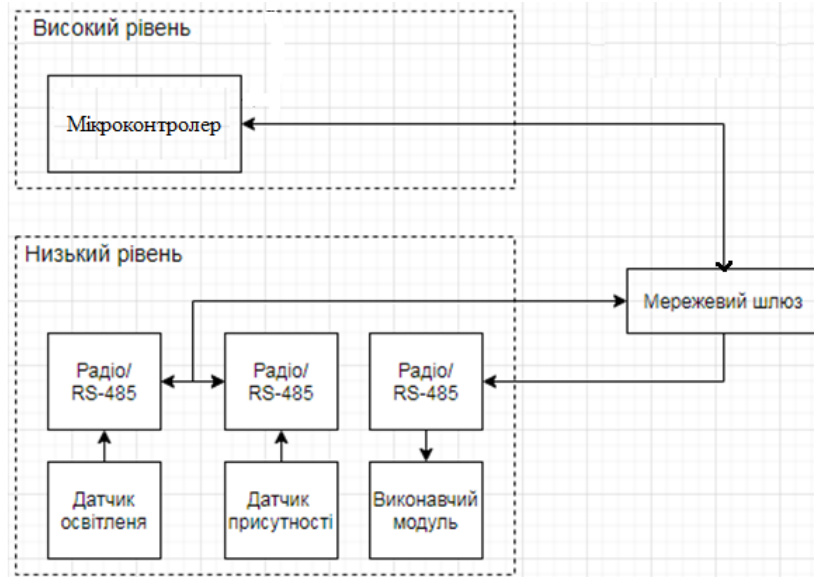 Високий рівень
Мікроконтролер
Низький рівень
Мережевий шлюз
Радіо/
RS-485
Радіо/
RS-485
Радіо/
RS-485
Датчик
освітленя
Датчик
присутності
Виконавчий
модуль